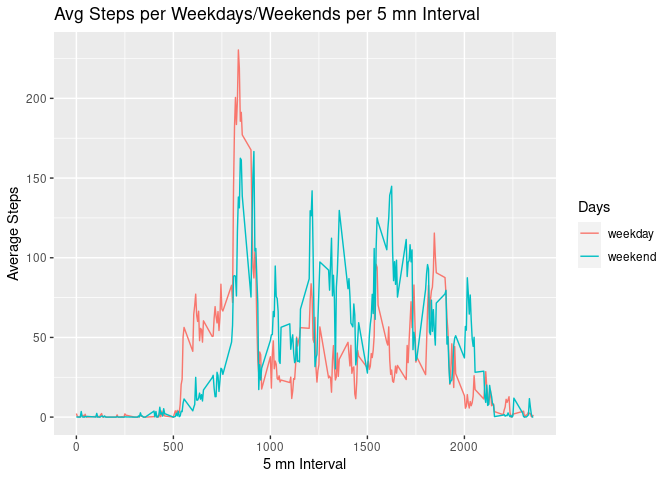 Avg Steps per Weekdays/Weekends per 5 mn Interval
Average Steps
200
150
100
50
0
0
500
1000
1500
2000
5 mn Interval
Days
weekday
weekend